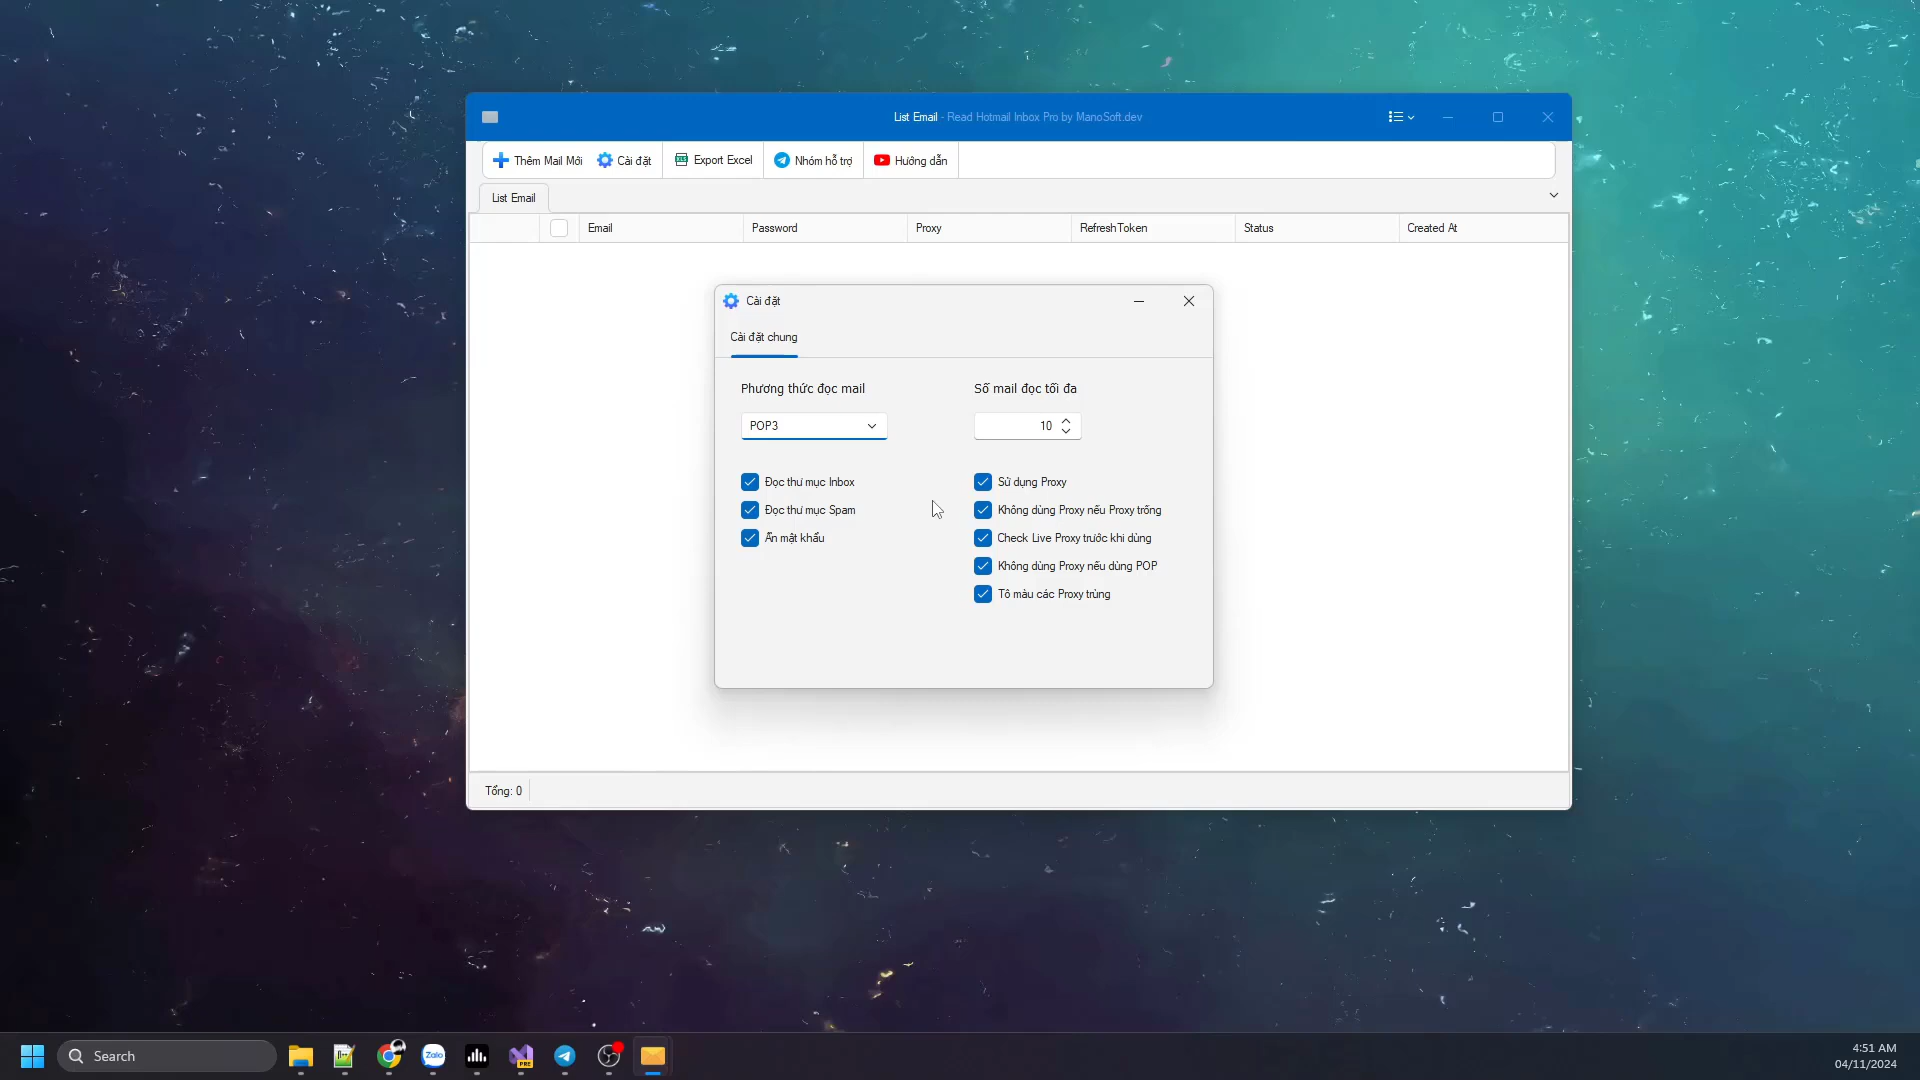 List Email - Read Hotmail Inbox Pro by ManoSoft.dev
Thêm Mail Mới
Cài đặt
Export Excel
Nhóm hỗ trợ
Hướng dẫn
List Email
Email
Password
Proxy
RefreshToken
Status
Created At
Cài đặt
Cài đặt chung
Phương thức đọc mail
Số mail đọc tối đa
POP3
10
Đọc thư mục Inbox
Đọc thư mục Spam
Ẩn mật khẩu
Sử dụng Proxy
Không dùng Proxy nếu Proxy trống
Check Live Proxy trước khi dùng
Không dùng Proxy nếu dùng POP
Tô màu các Proxy trùng
Tổng: 0
Search
Zalo
PRE
4:51 AM
04/11/2024